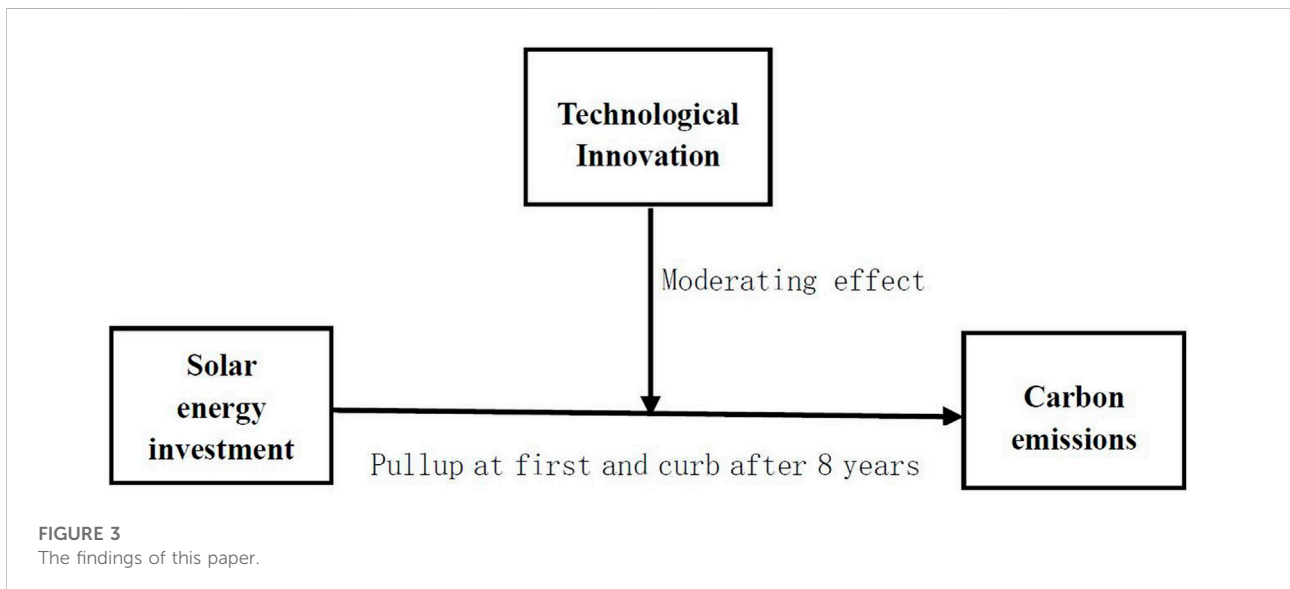 Technological
Innovation
Moderating effect
Solar
energy
investment
Carbon
emissions
Pullup at first and curb after 8 years
FIGURE 3
The findings of this paper.